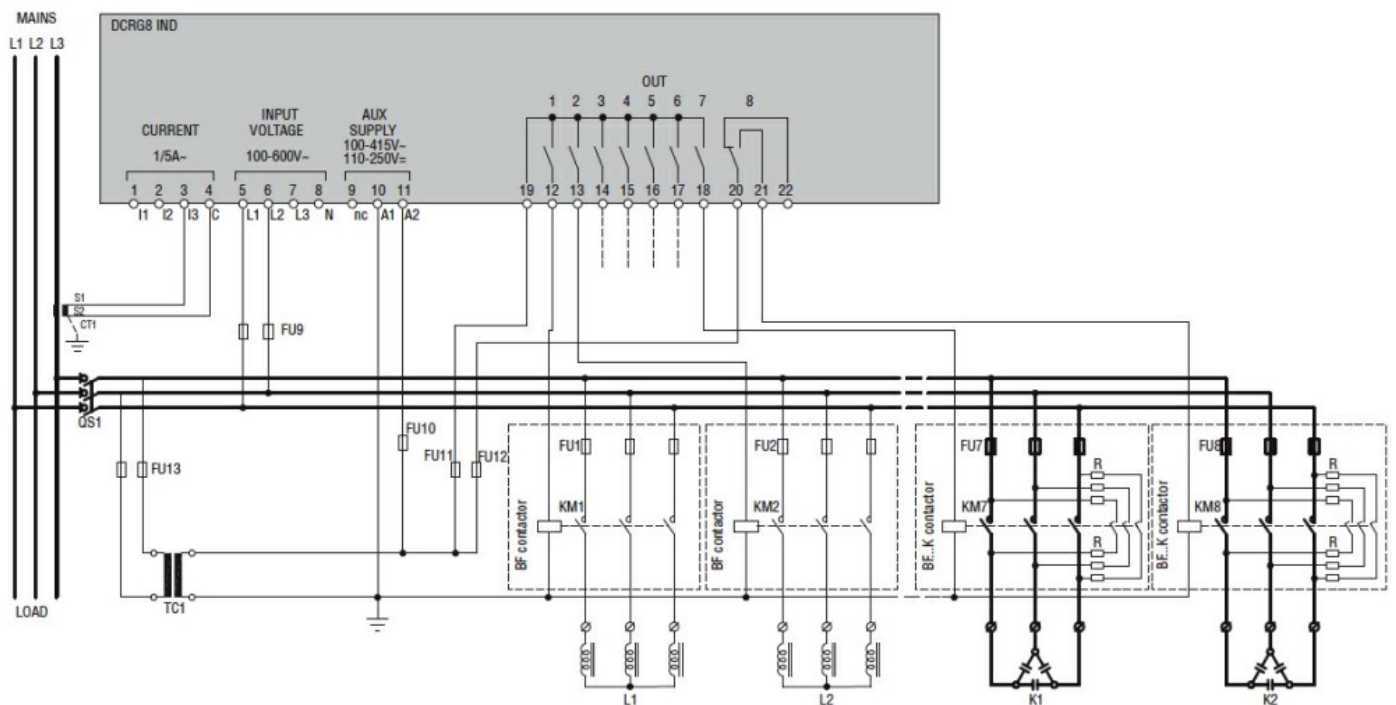 MAINS
L1 L2 L3
DCRG8 IND
OUT
1 2 3 4 5 6 7 8
CURRENT
1/5A~
INPUT
VOLTAGE
100-600V~
AUX
SUPPLY
100-415V~
110-250V=
1 2 3 4 5 6 7 8 9 10 11 19 12 13 14 15 16 17 18 20 21 22
I1 I2 I3 C L1 L2 L3 N nc A1 A2
S1
S2
CT1
FU9
QS1
FU13
FU10
FU11
FU12
FU1
FU2
FU7
FU8
R
R
KM1
KM2
KM7
KM8
R
R
BF contactor
BF contactor
BF...K contactor
BF...K contactor
LOAD
TC1
L1
L2
K1
K2